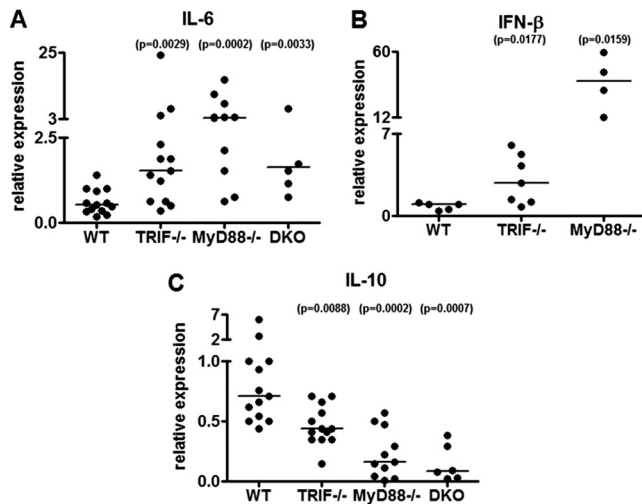 A
IL-6
(p=0.0029) (p=0.0002) (p=0.0033)
relative expression
25
3
2.5
0.0
WT TRIF-/- MyD88-/- DKO
B
IFN-β
(p=0.0177) (p=0.0159)
relative expression
60
12
7
0
WT TRIF-/- MyD88-/-
C
IL-10
(p=0.0088) (p=0.0002) (p=0.0007)
relative expression
7
2
1.0
0.5
0.0
WT TRIF-/- MyD88-/- DKO